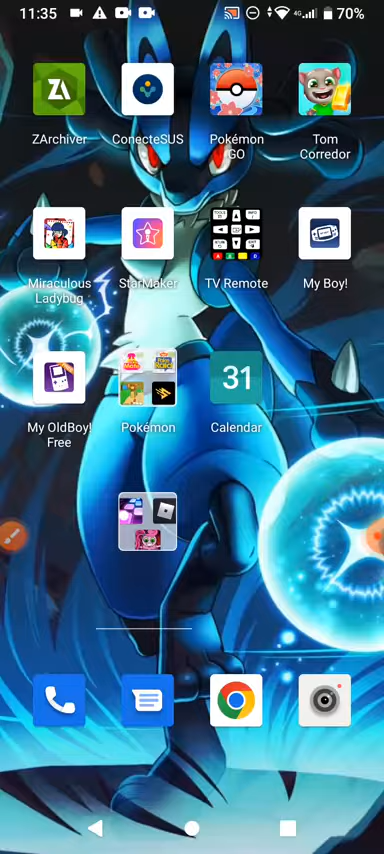 11:35
4G
70%
ZArchiver
ConecteSUS
Pokémon
GO
Tom
Corredor
Miraculous
Ladybug
StarMaker
TV Remote
My Boy!
My OldBoy!
Free
Pokémon
31
Calendar